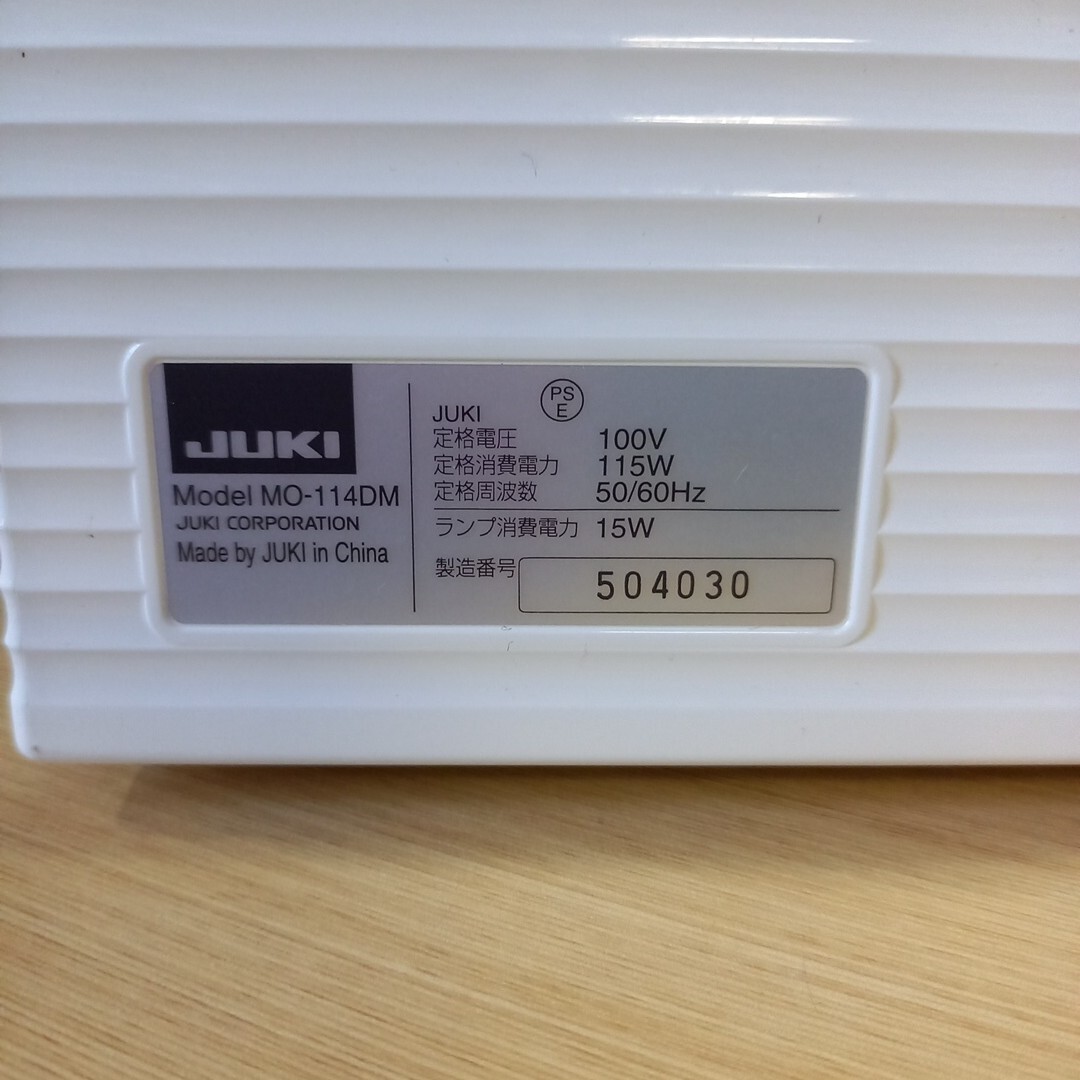 JUKI
Model MO-114DM
JUKI CORPORATION
Made by JUKI in China
PS
E
JUKI
定格電圧 100V
定格消費電力 115W
定格周波数 50/60Hz
ランプ消費電力 15W
製造番号 504030